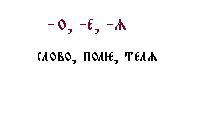 -О, -Е, -Ѧ
СЛОВО, ПОЛѤ, ТЕЛѦ